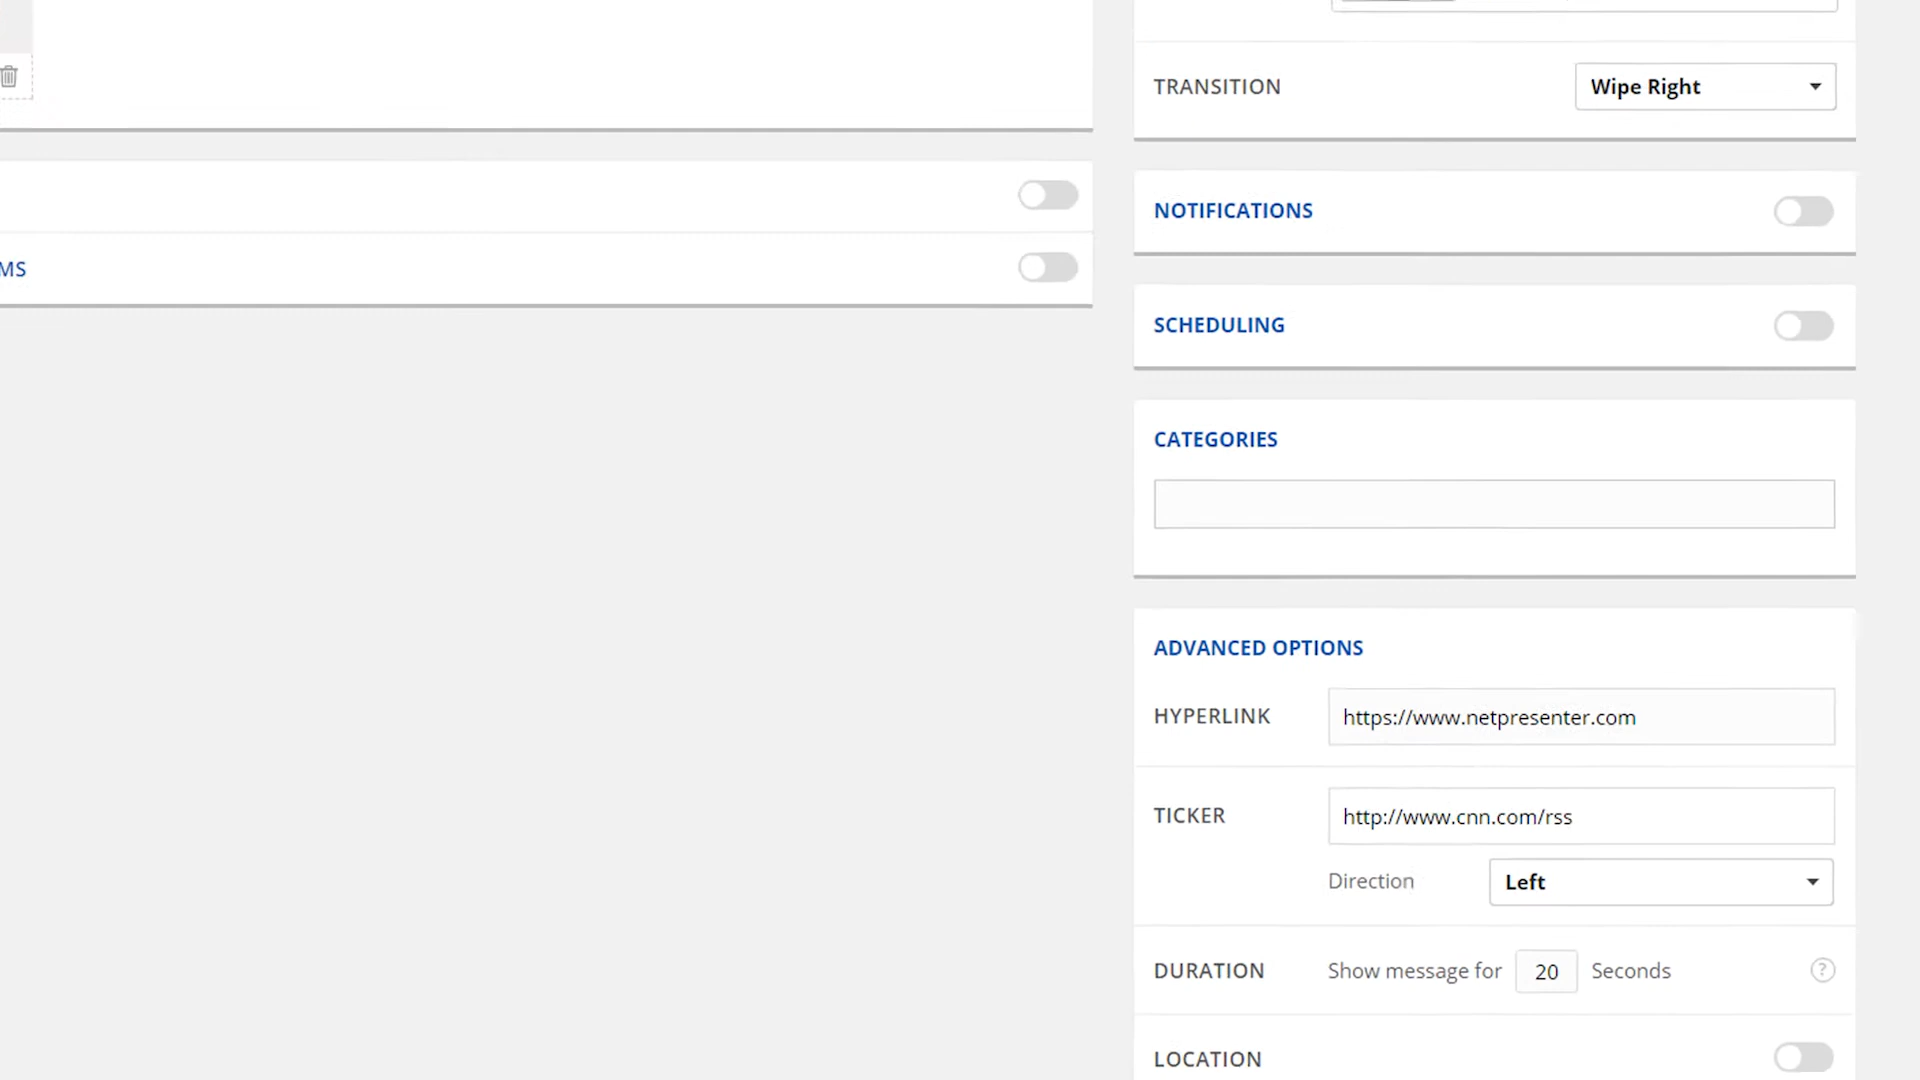 TRANSITION
Wipe Right
NOTIFICATIONS
MS
SCHEDULING
CATEGORIES
ADVANCED OPTIONS
HYPERLINK
https://www.netpresenter.com
TICKER
http://www.cnn.com/rss
Direction
Left
DURATION
Show message for 20 Seconds ?
LOCATION